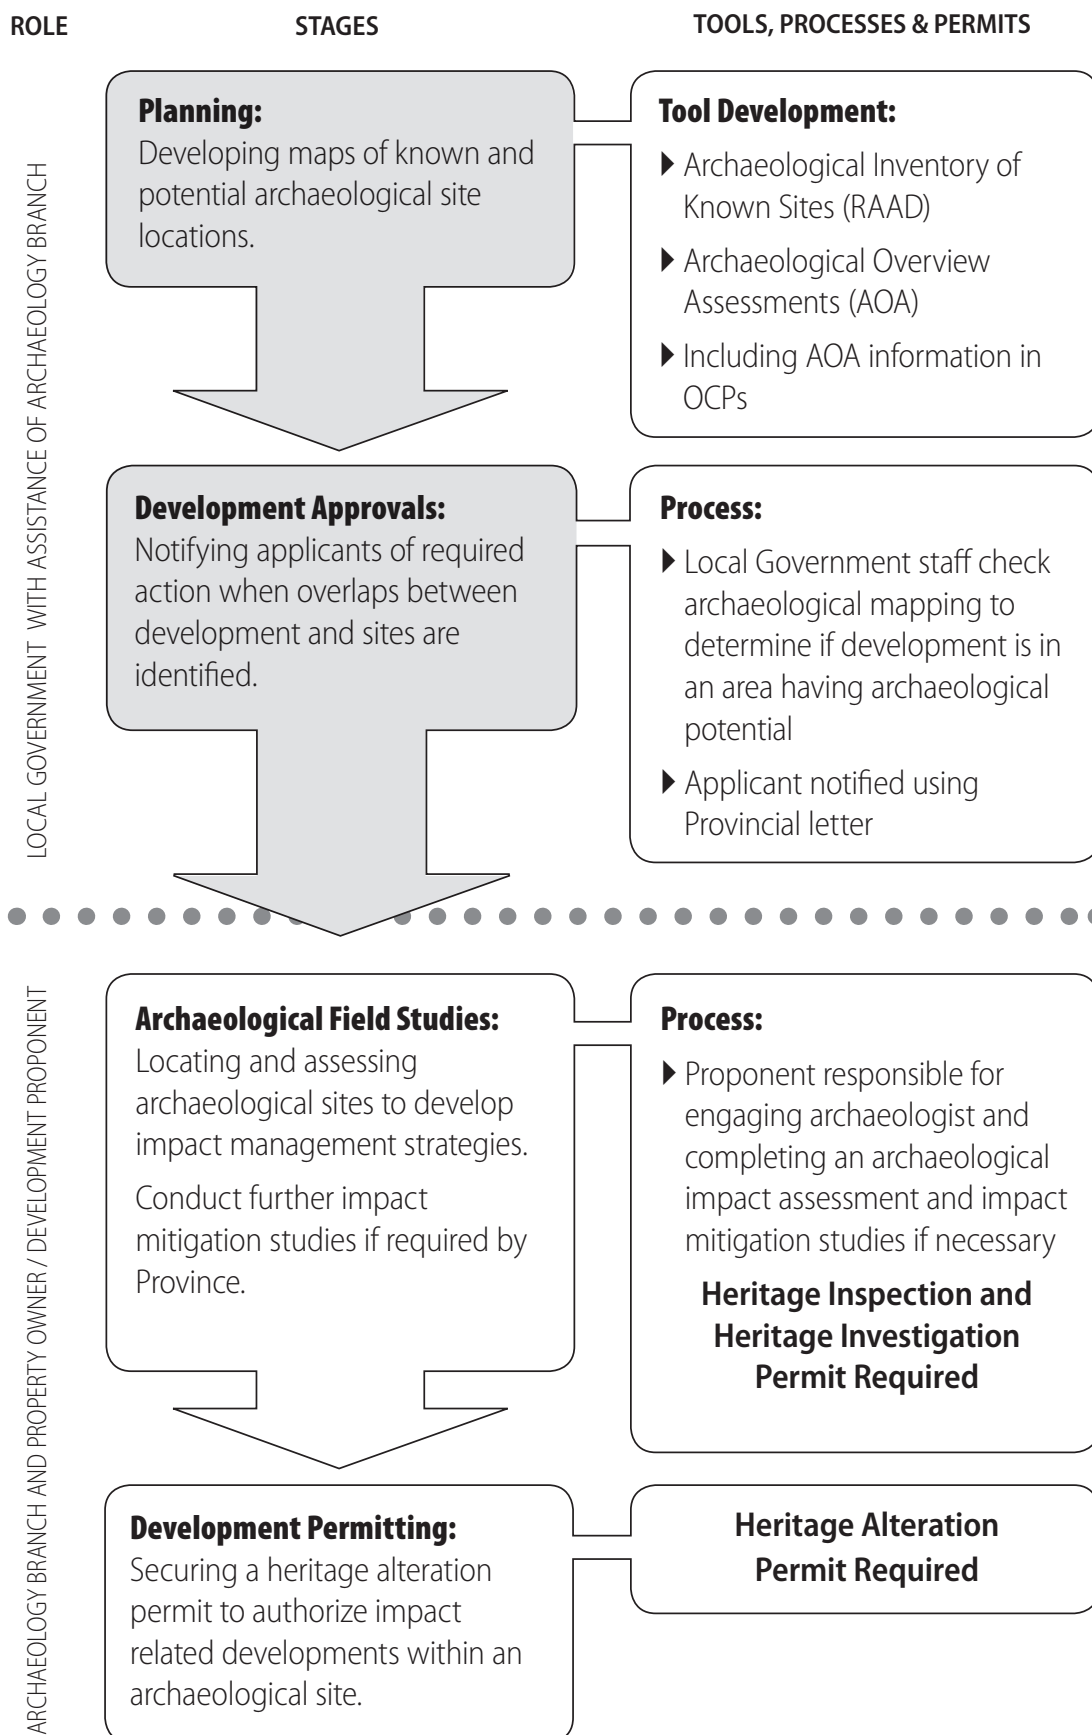 ROLE
STAGES
TOOLS, PROCESSES & PERMITS
LOCAL GOVERNMENT WITH ASSISTANCE OF ARCHAEOLOGY BRANCH
Planning:
Developing maps of known and
potential archaeological site
locations.
Tool Development:
Archaeological Inventory of
Known Sites (RAAD)
Archaeological Overview
Assessments (AOA)
Including AOA information in
OCPs
Development Approvals:
Notifying applicants of required
action when overlaps between
development and sites are
identified.
Process:
Local Government staff check
archaeological mapping to
determine if development is in
an area having archaeological
potential
Applicant notified using
Provincial letter
ARCHAEOLOGY BRANCH AND PROPERTY OWNER / DEVELOPMENT PROPONENT
Archaeological Field Studies:
Locating and assessing
archaeological sites to develop
impact management strategies.
Conduct further impact
mitigation studies if required by
Province.
Process:
Proponent responsible for
engaging archaeologist and
completing an archaeological
impact assessment and impact
mitigation studies if necessary
Heritage Inspection and
Heritage Investigation
Permit Required
Development Permitting:
Securing a heritage alteration
permit to authorize impact
related developments within an
archaeological site.
Heritage Alteration
Permit Required